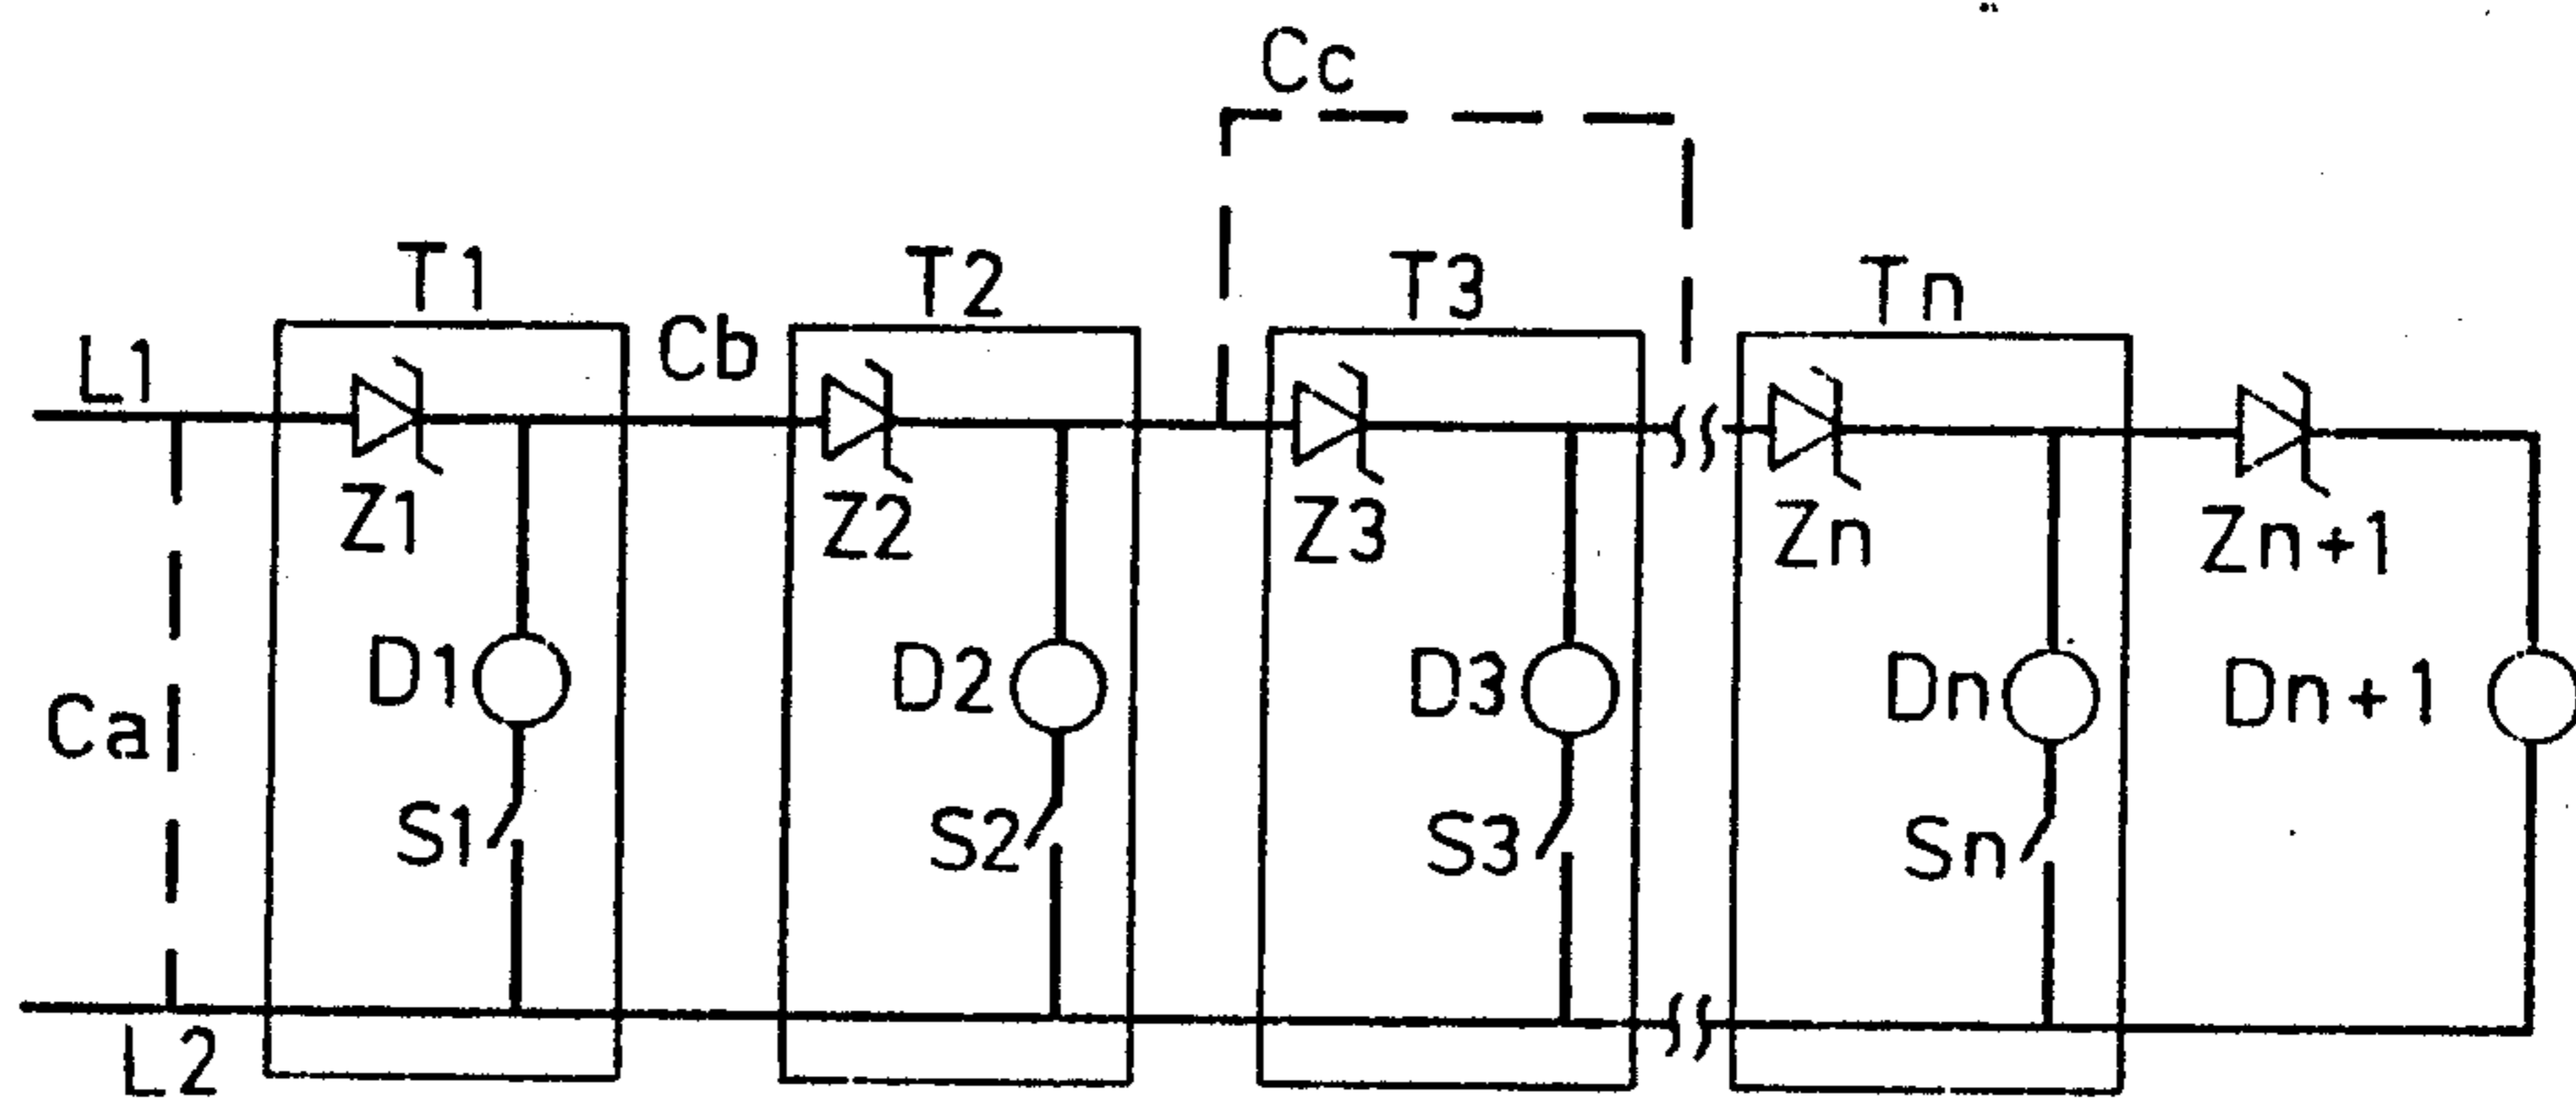 Cc
T1
T2
T3
Tn
L1
Cb
Z1
Z2
Z3
Zn
Zn+1
Ca
D1
D2
D3
Dn
Dn+1
S1
S2
S3
Sn
L2